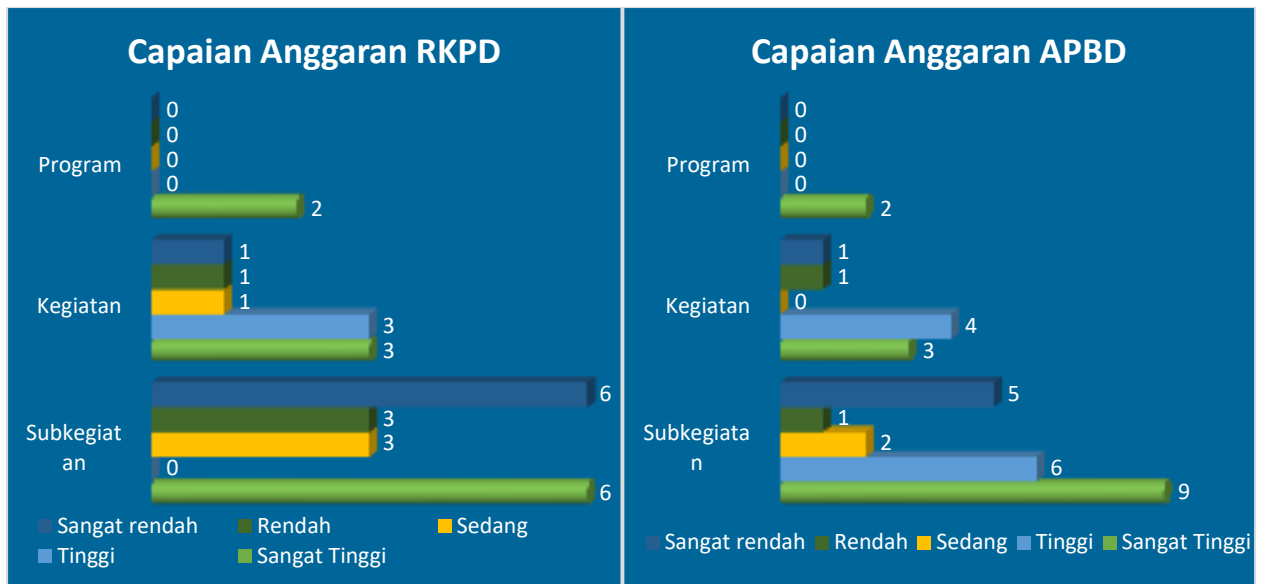 Capaian Anggaran RKPD
0
0
Program
0
0
2
1
1
Kegiatan
1
3
3
6
3
Subkegiat
an
3
0
6
Sangat rendah
Rendah
Sedang
Tinggi
Sangat Tinggi
Capaian Anggaran APBD
0
0
Program
0
0
2
1
1
Kegiatan
0
4
3
5
1
Subkegiata
n
2
6
9
Sangat rendah
Rendah
Sedang
Tinggi
Sangat Tinggi